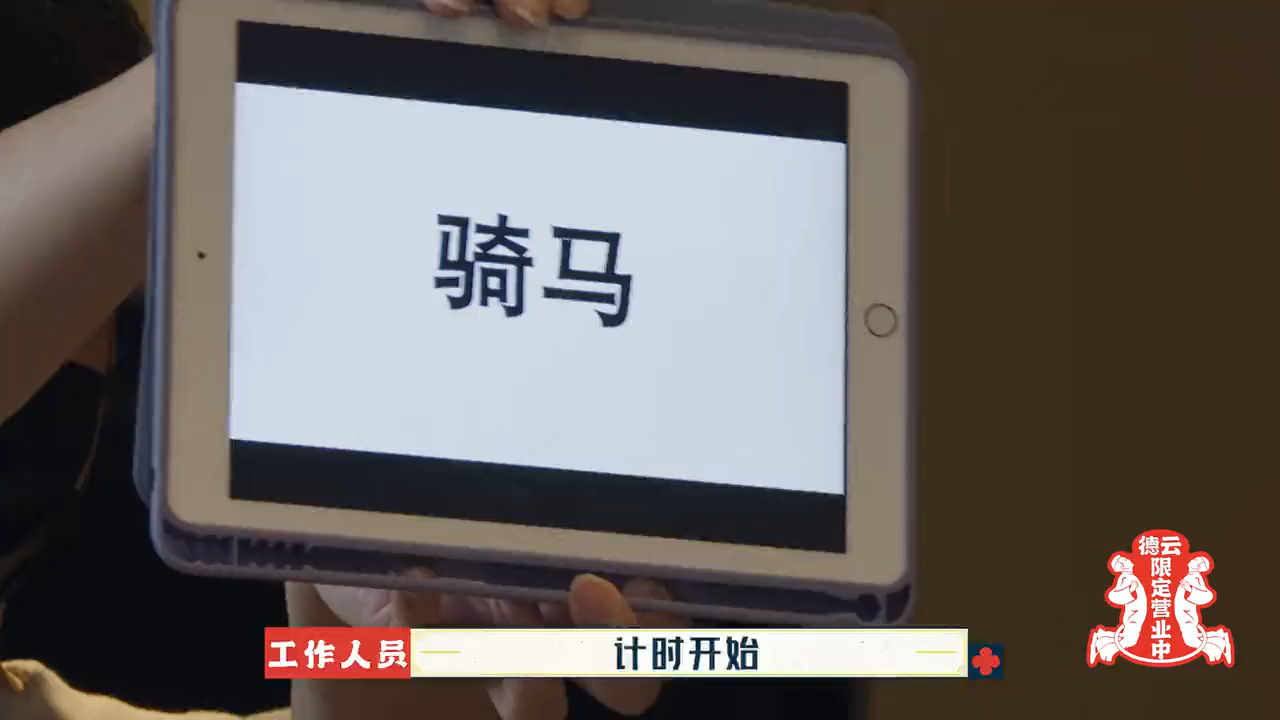 骑马
工作人员 计时开始
德云
限定营业中